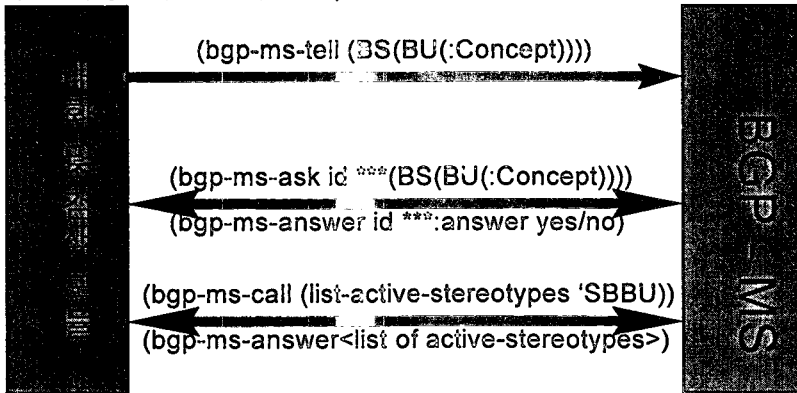 (bgp-ms-tell (BS(BU(:Concept))))
(bgp-ms-ask id ***(BS(BU(:Concept))))
(bgp-ms-answer id ***:answer yes/no)
(bgp-ms-call (list-active-stereotypes 'SBBU))
(bgp-ms-answer<list of active-stereotypes>)
BGP-MS